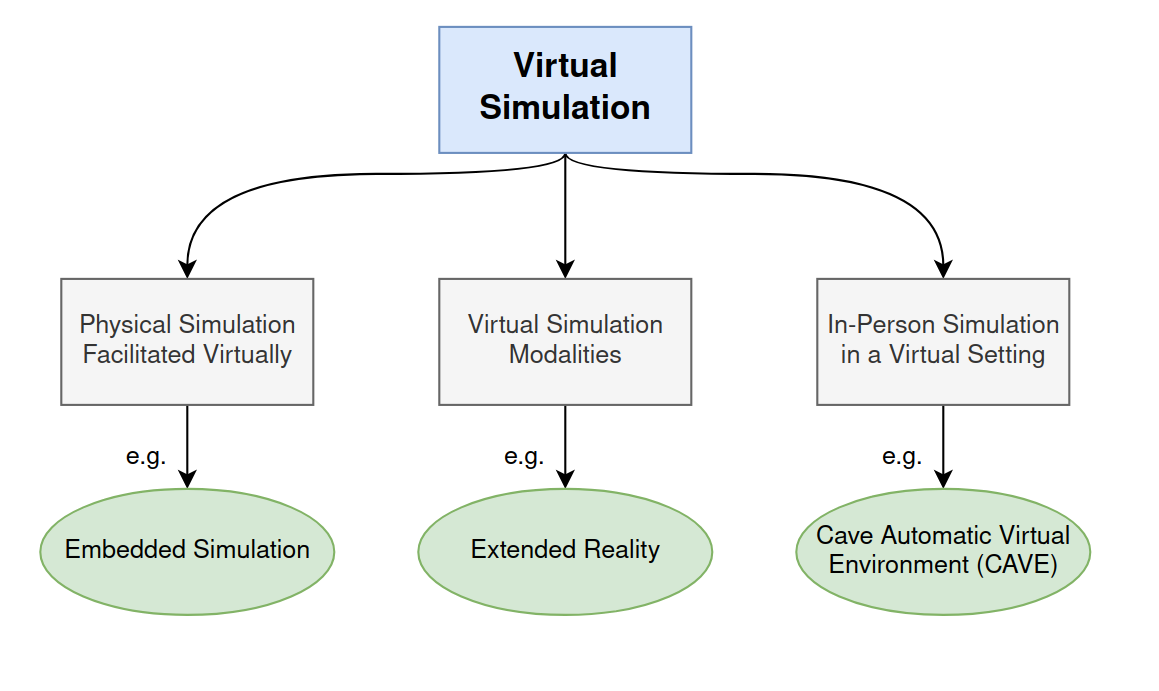 Virtual
Simulation
Physical Simulation
Facilitated Virtually
Virtual Simulation
Modalities
In-Person Simulation
in a Virtual Setting
e.g.
e.g.
e.g.
Embedded Simulation
Extended Reality
Cave Automatic Virtual
Environment (CAVE)